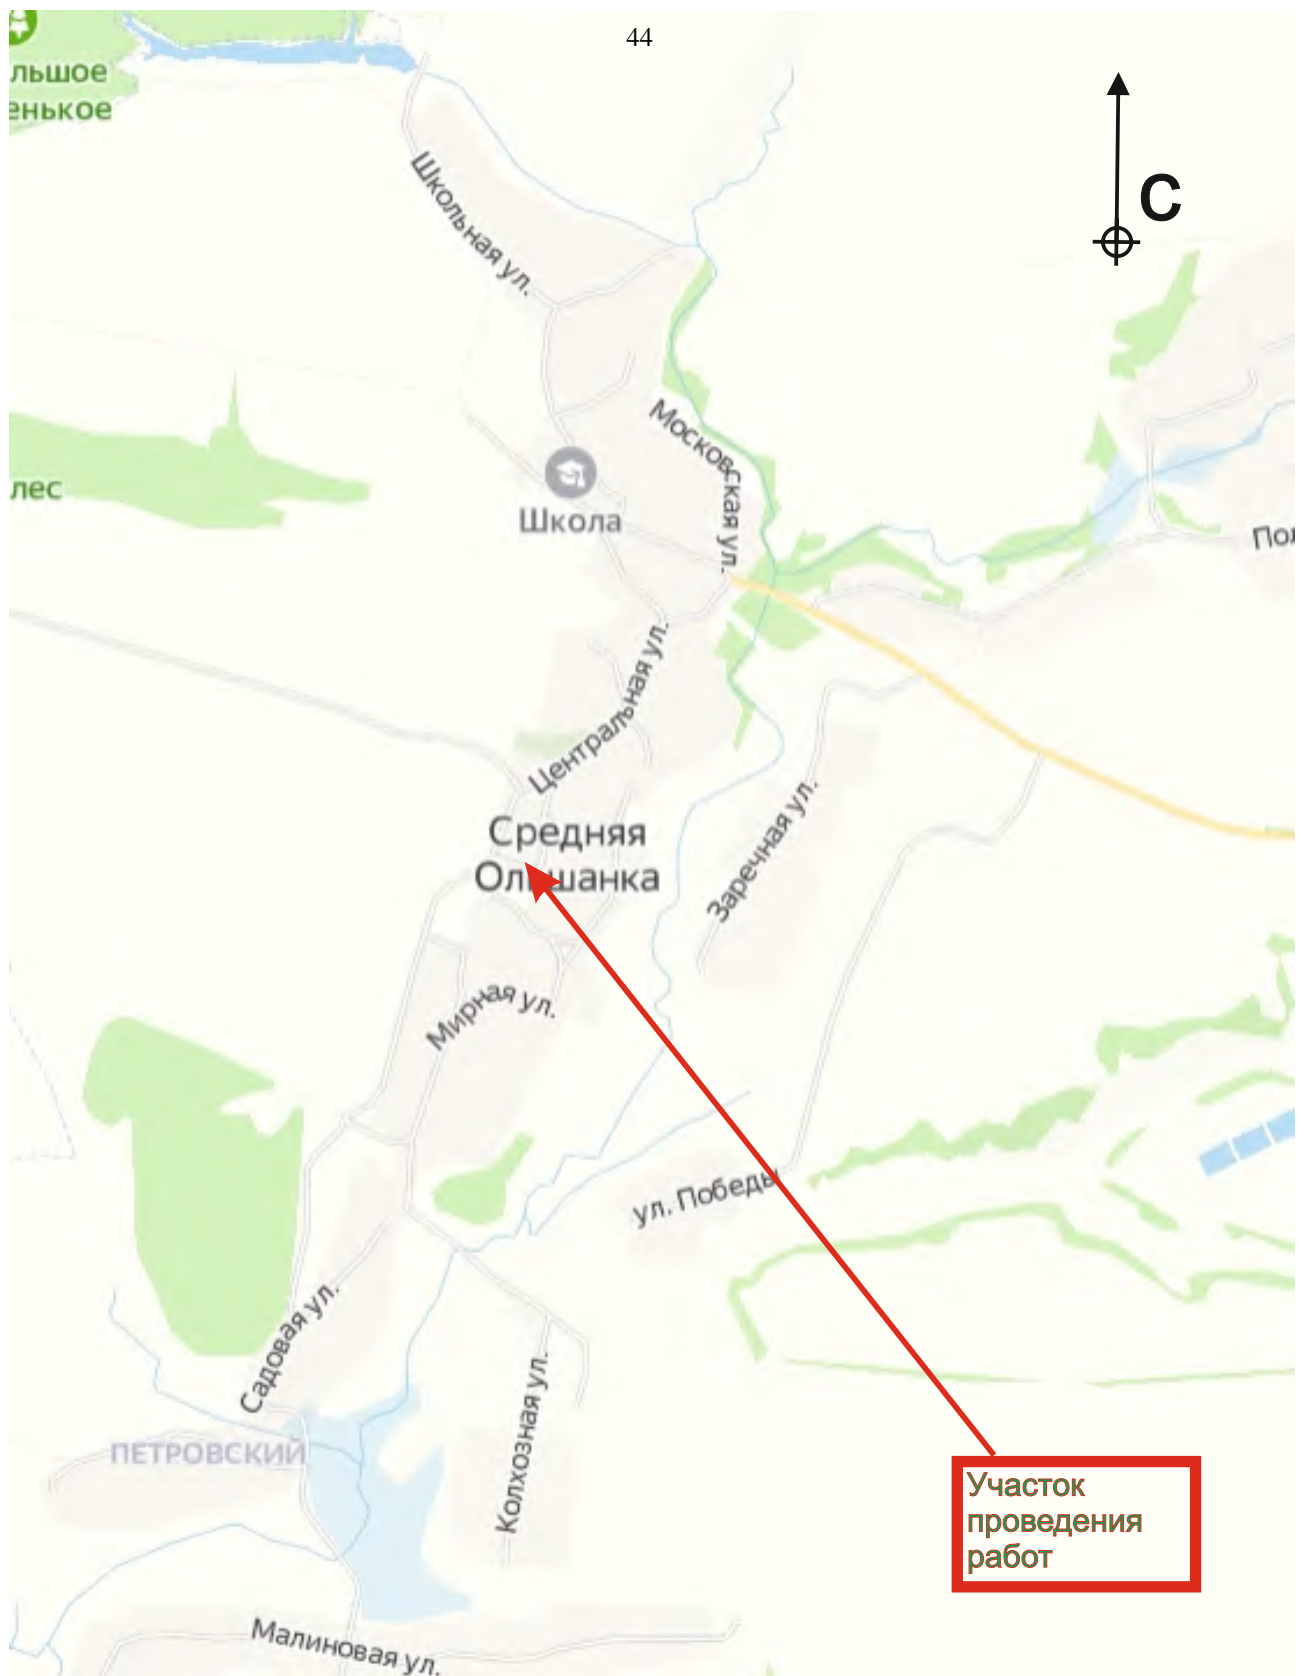 44
льшое
енькое
С
Школьная ул.
Московская ул.
лес
Школа
Пол
Центральная ул.
Средняя
Ольшанка
Заречная ул.
Мирная ул.
ул. Победы
Садовая ул.
Колхозная ул.
ПЕТРОВСКИЙ
Участок
проведения
работ
Малиновая ул.